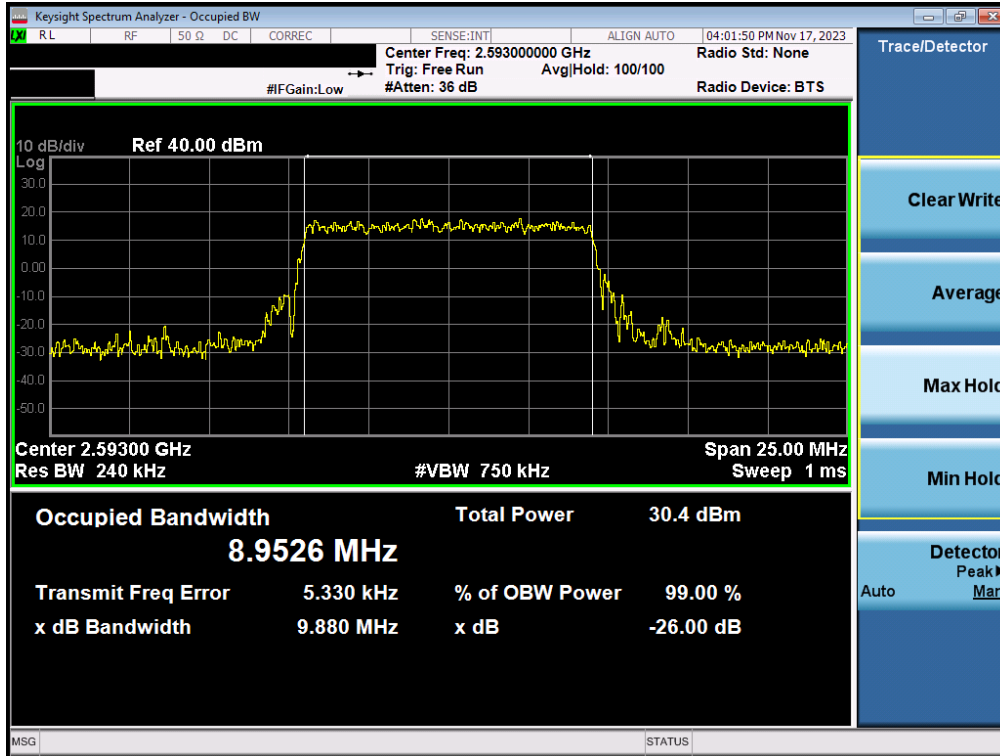 Keysight Spectrum Analyzer - Occupied BW
LXI RL RF 50 Ω DC CORREC SENSE:INT ALIGN AUTO 04:01:50 PM Nov 17, 2023
Center Freq: 2.593000000 GHz Radio Std: None
Trig: Free Run Avg|Hold: 100/100
#IFGain:Low #Atten: 36 dB Radio Device: BTS
10 dB/div Ref 40.00 dBm
Log
30.0
20.0
10.0
0.00
-10.0
-20.0
-30.0
-40.0
-50.0
Center 2.59300 GHz Span 25.00 MHz
Res BW 240 kHz #VBW 750 kHz Sweep 1 ms
Occupied Bandwidth Total Power 30.4 dBm
8.9526 MHz
Transmit Freq Error 5.330 kHz % of OBW Power 99.00 %
x dB Bandwidth 9.880 MHz x dB -26.00 dB
MSG STATUS
Trace/Detector
Clear Write
Average
Max Hold
Min Hold
Detector
Peak
Auto Man